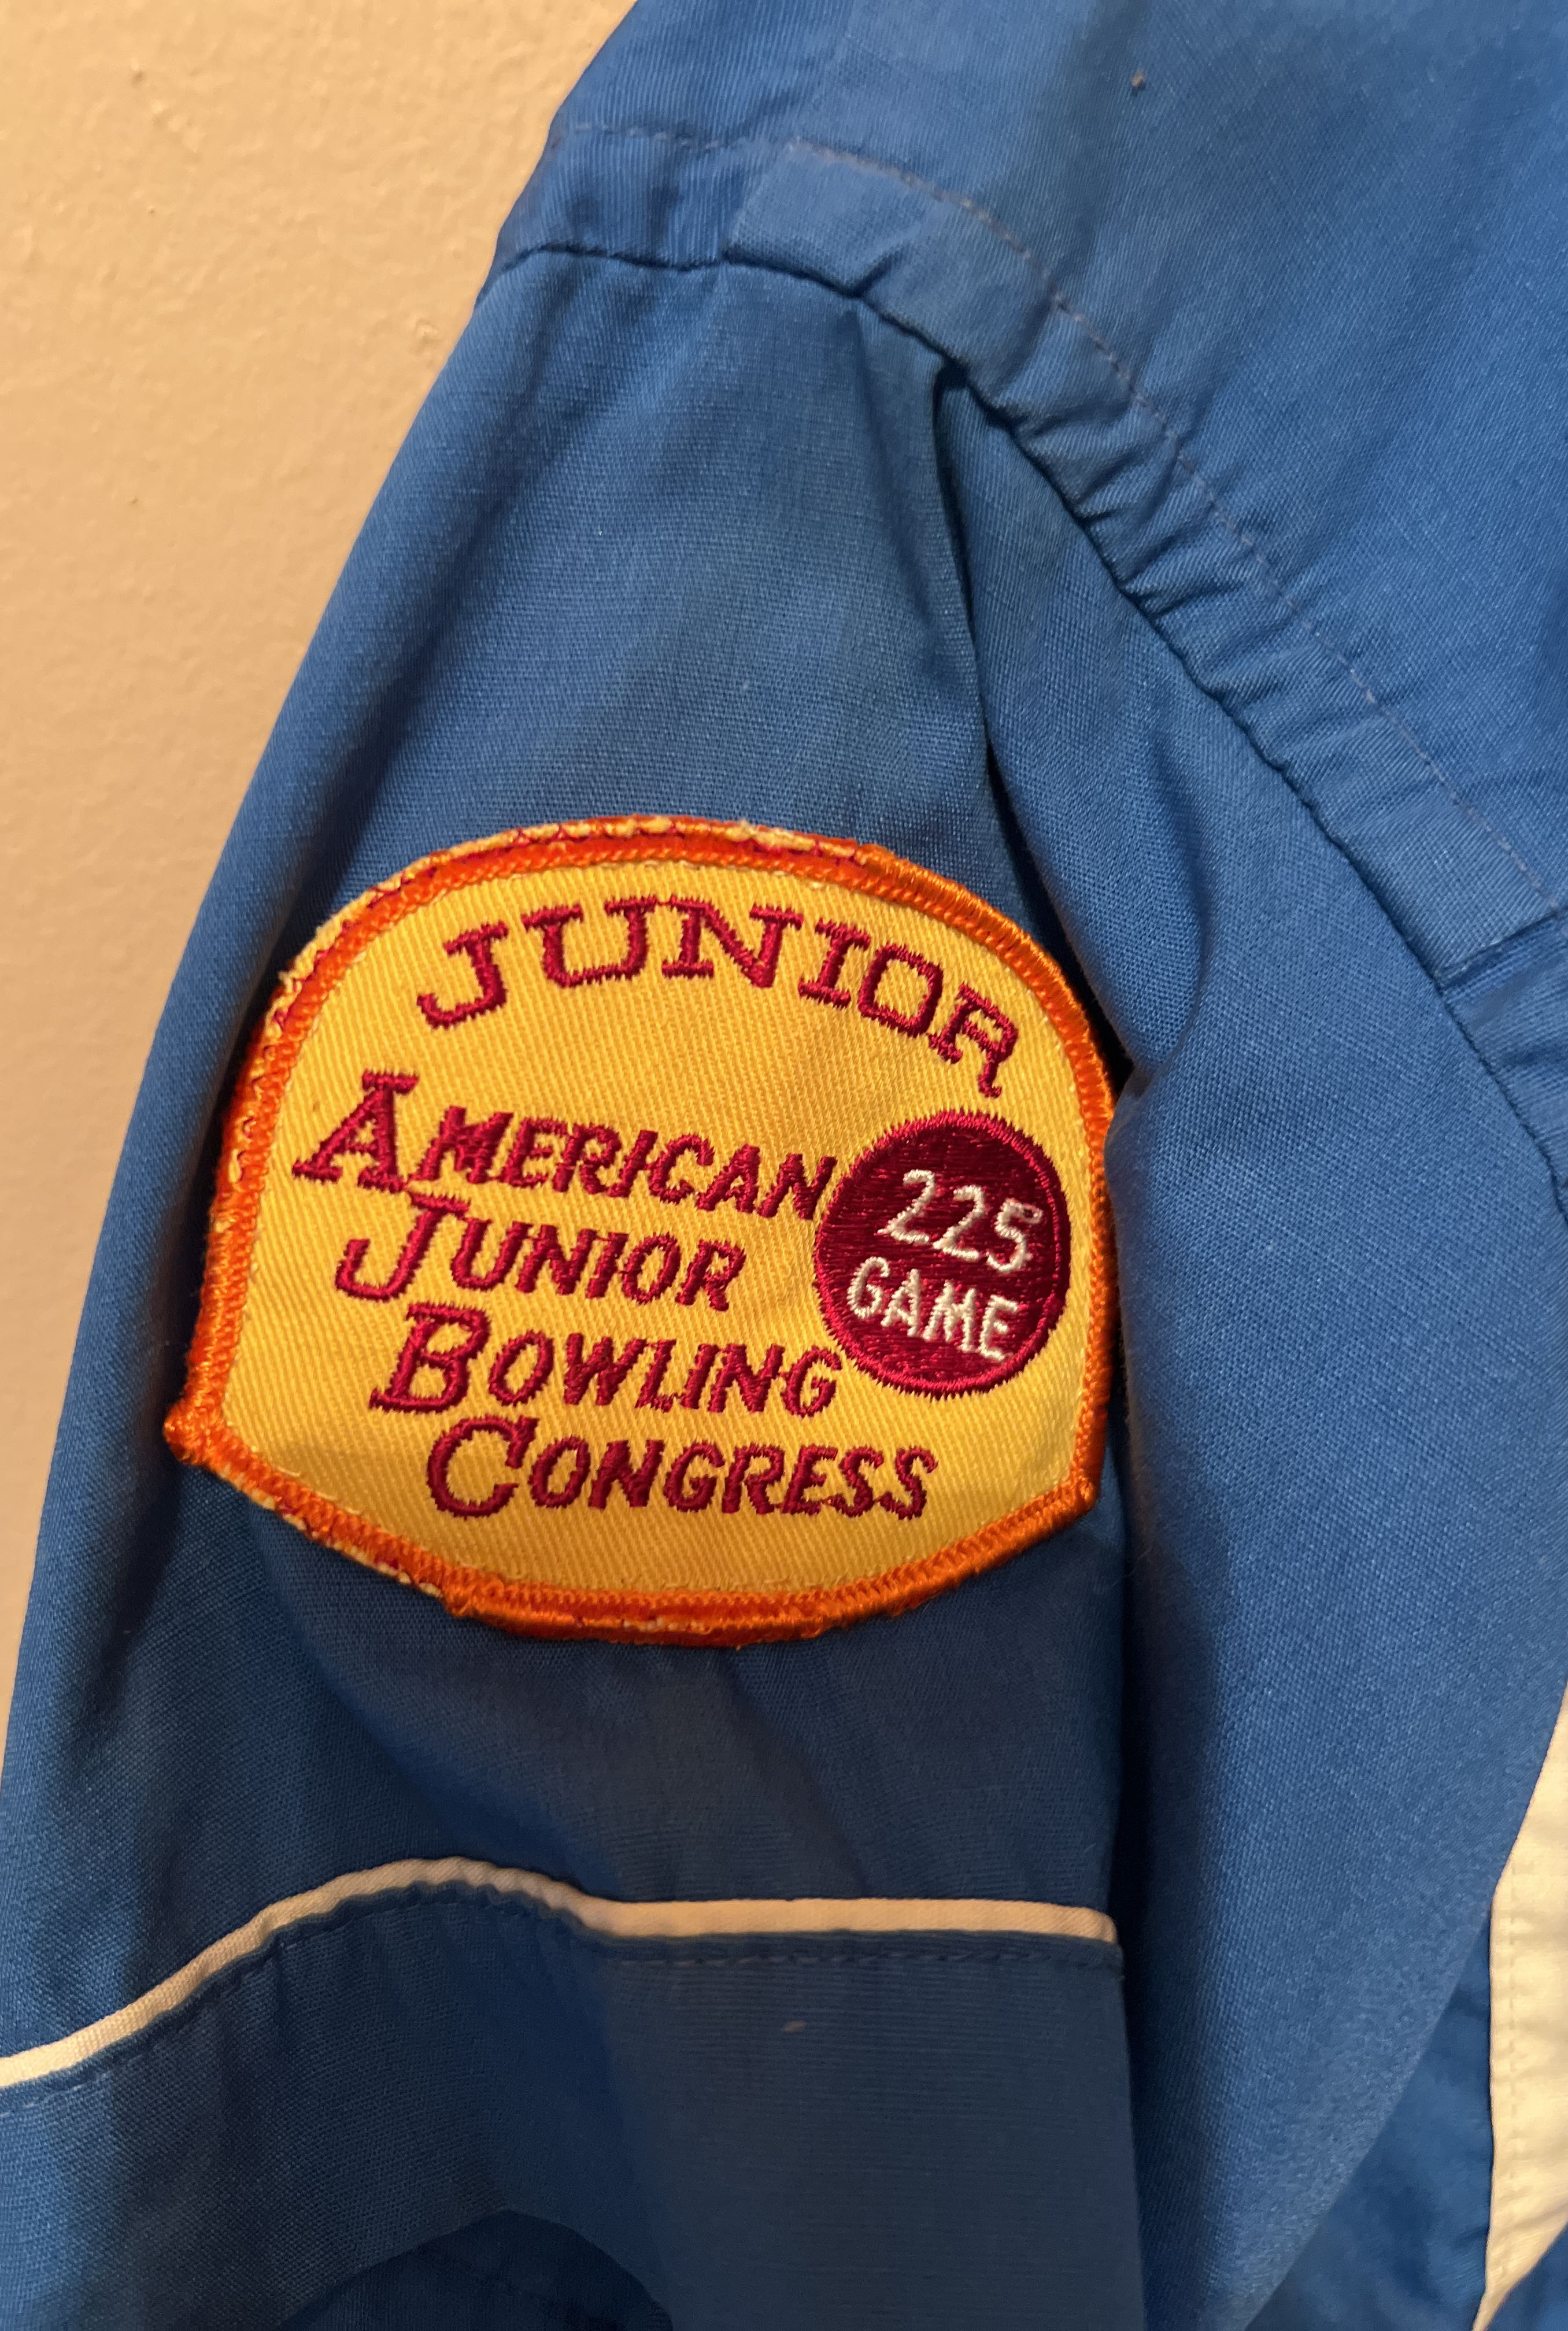 JUNIOR
AMERICAN
JUNIOR
BOWLING
CONGRESS
225
GAME